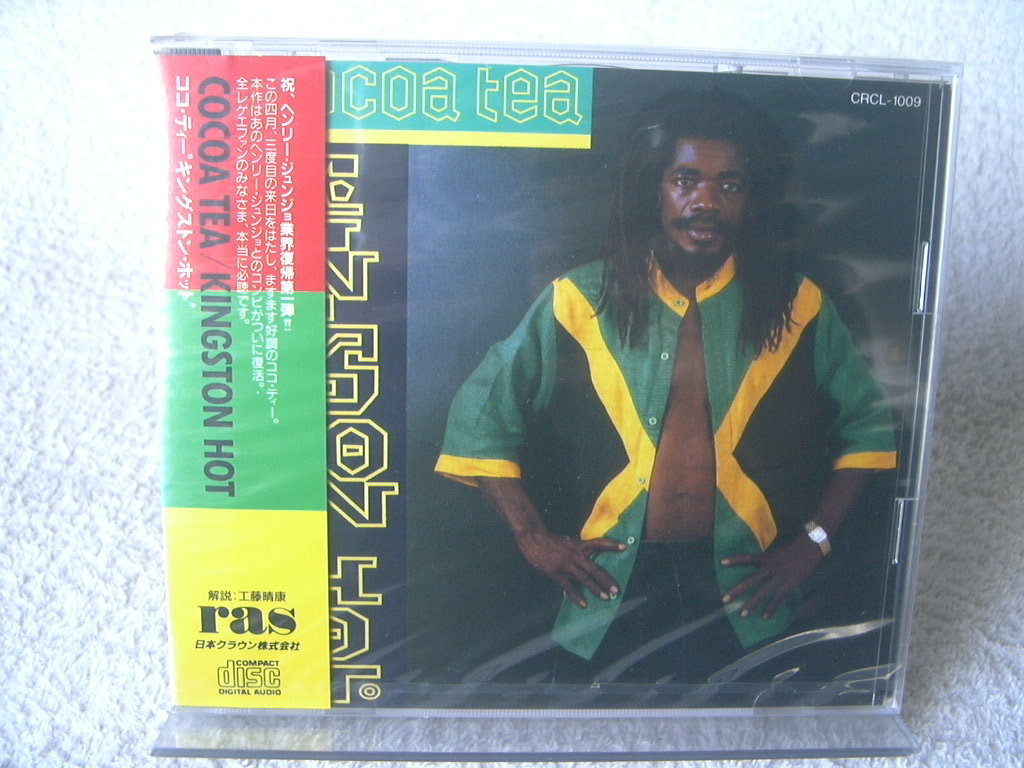 祝、ヘンリー・ジュンジョ業界復帰第一弾!!
この四月、三度目の来日をはたし、ますます好調のココ・ティー。
本作はあのヘンリー・ジュンジョとのコンビがついに復活。
全レゲエファンのみなさま、本当に必聴です。
COCOA TEA/KINGSTON HOT
ココ・ティー“キングストン・ホット”
解説:工藤晴康
ras
日本クラウン株式会社
COMPACT
disc
DIGITAL AUDIO
ocoa tea
CRCL-1009